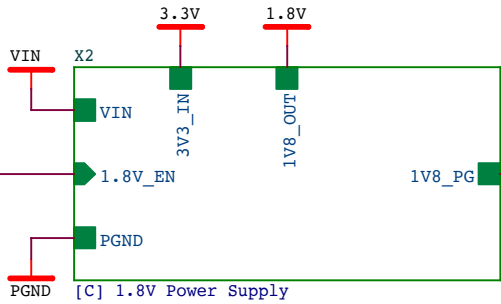 3.3V
1.8V
VIN
X2
3V3_IN
1V8_OUT
VIN
1.8V_EN
1V8_PG
PGND
PGND
[C] 1.8V Power Supply